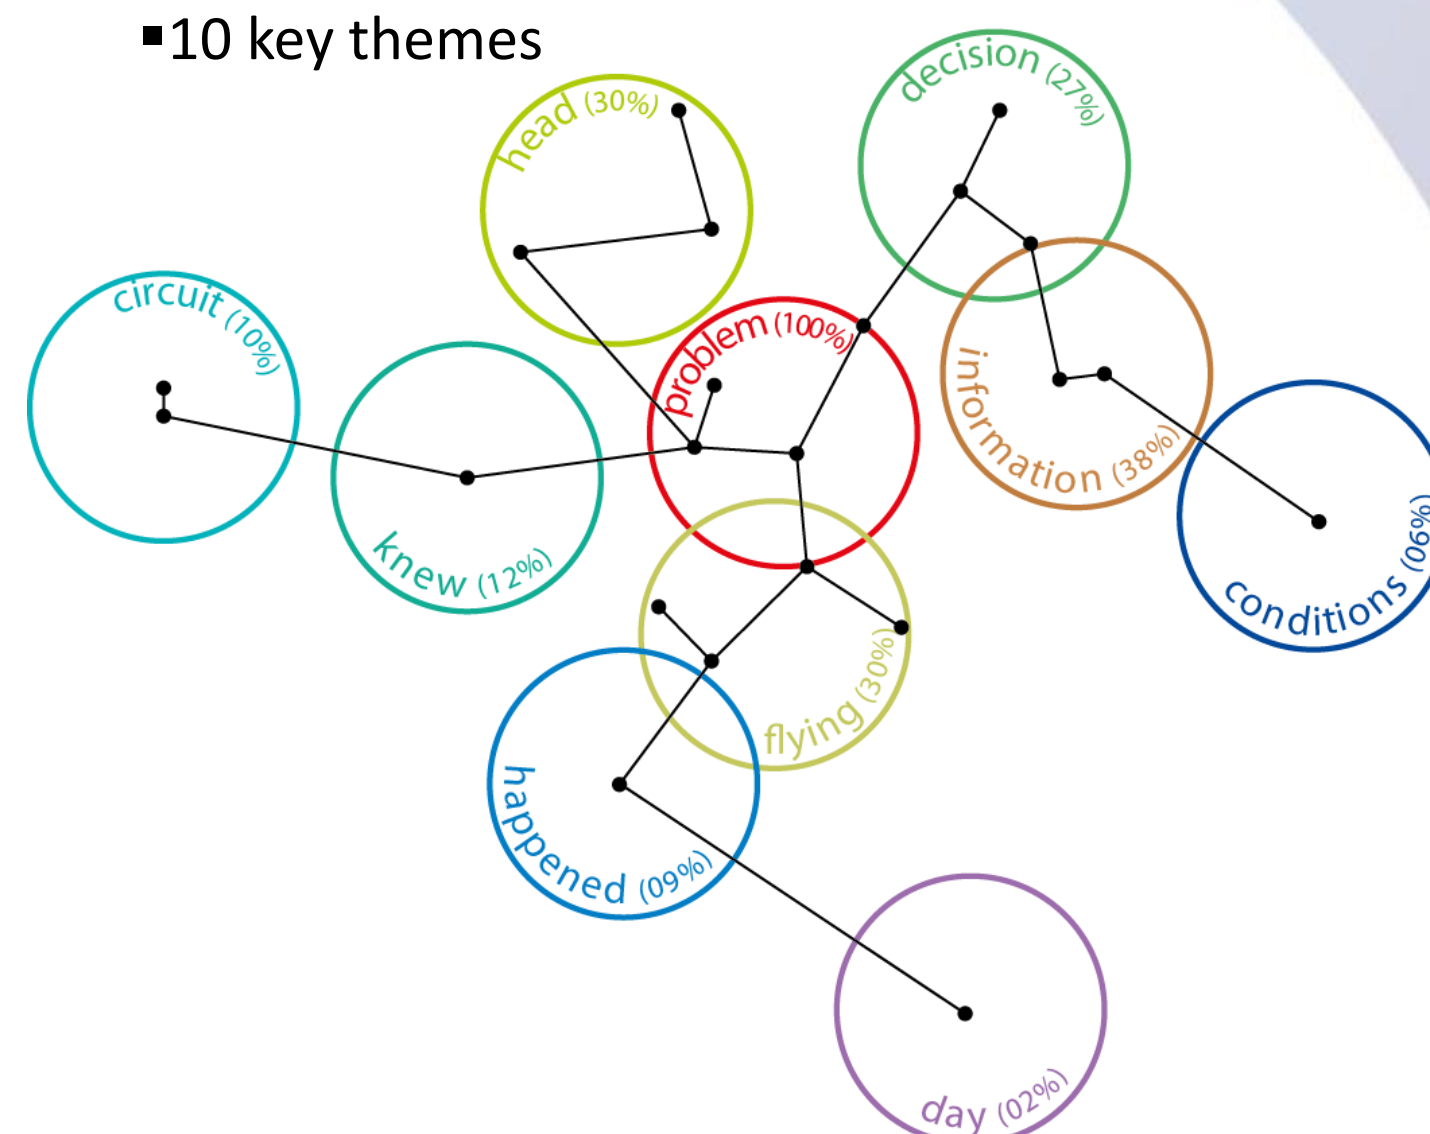 ▪10 key themes
decision (27%)
head (30%)
circuit (10%)
problem (100%)
information (38%)
knew (12%)
conditions (06%)
flying (30%)
happened (09%)
day (02%)